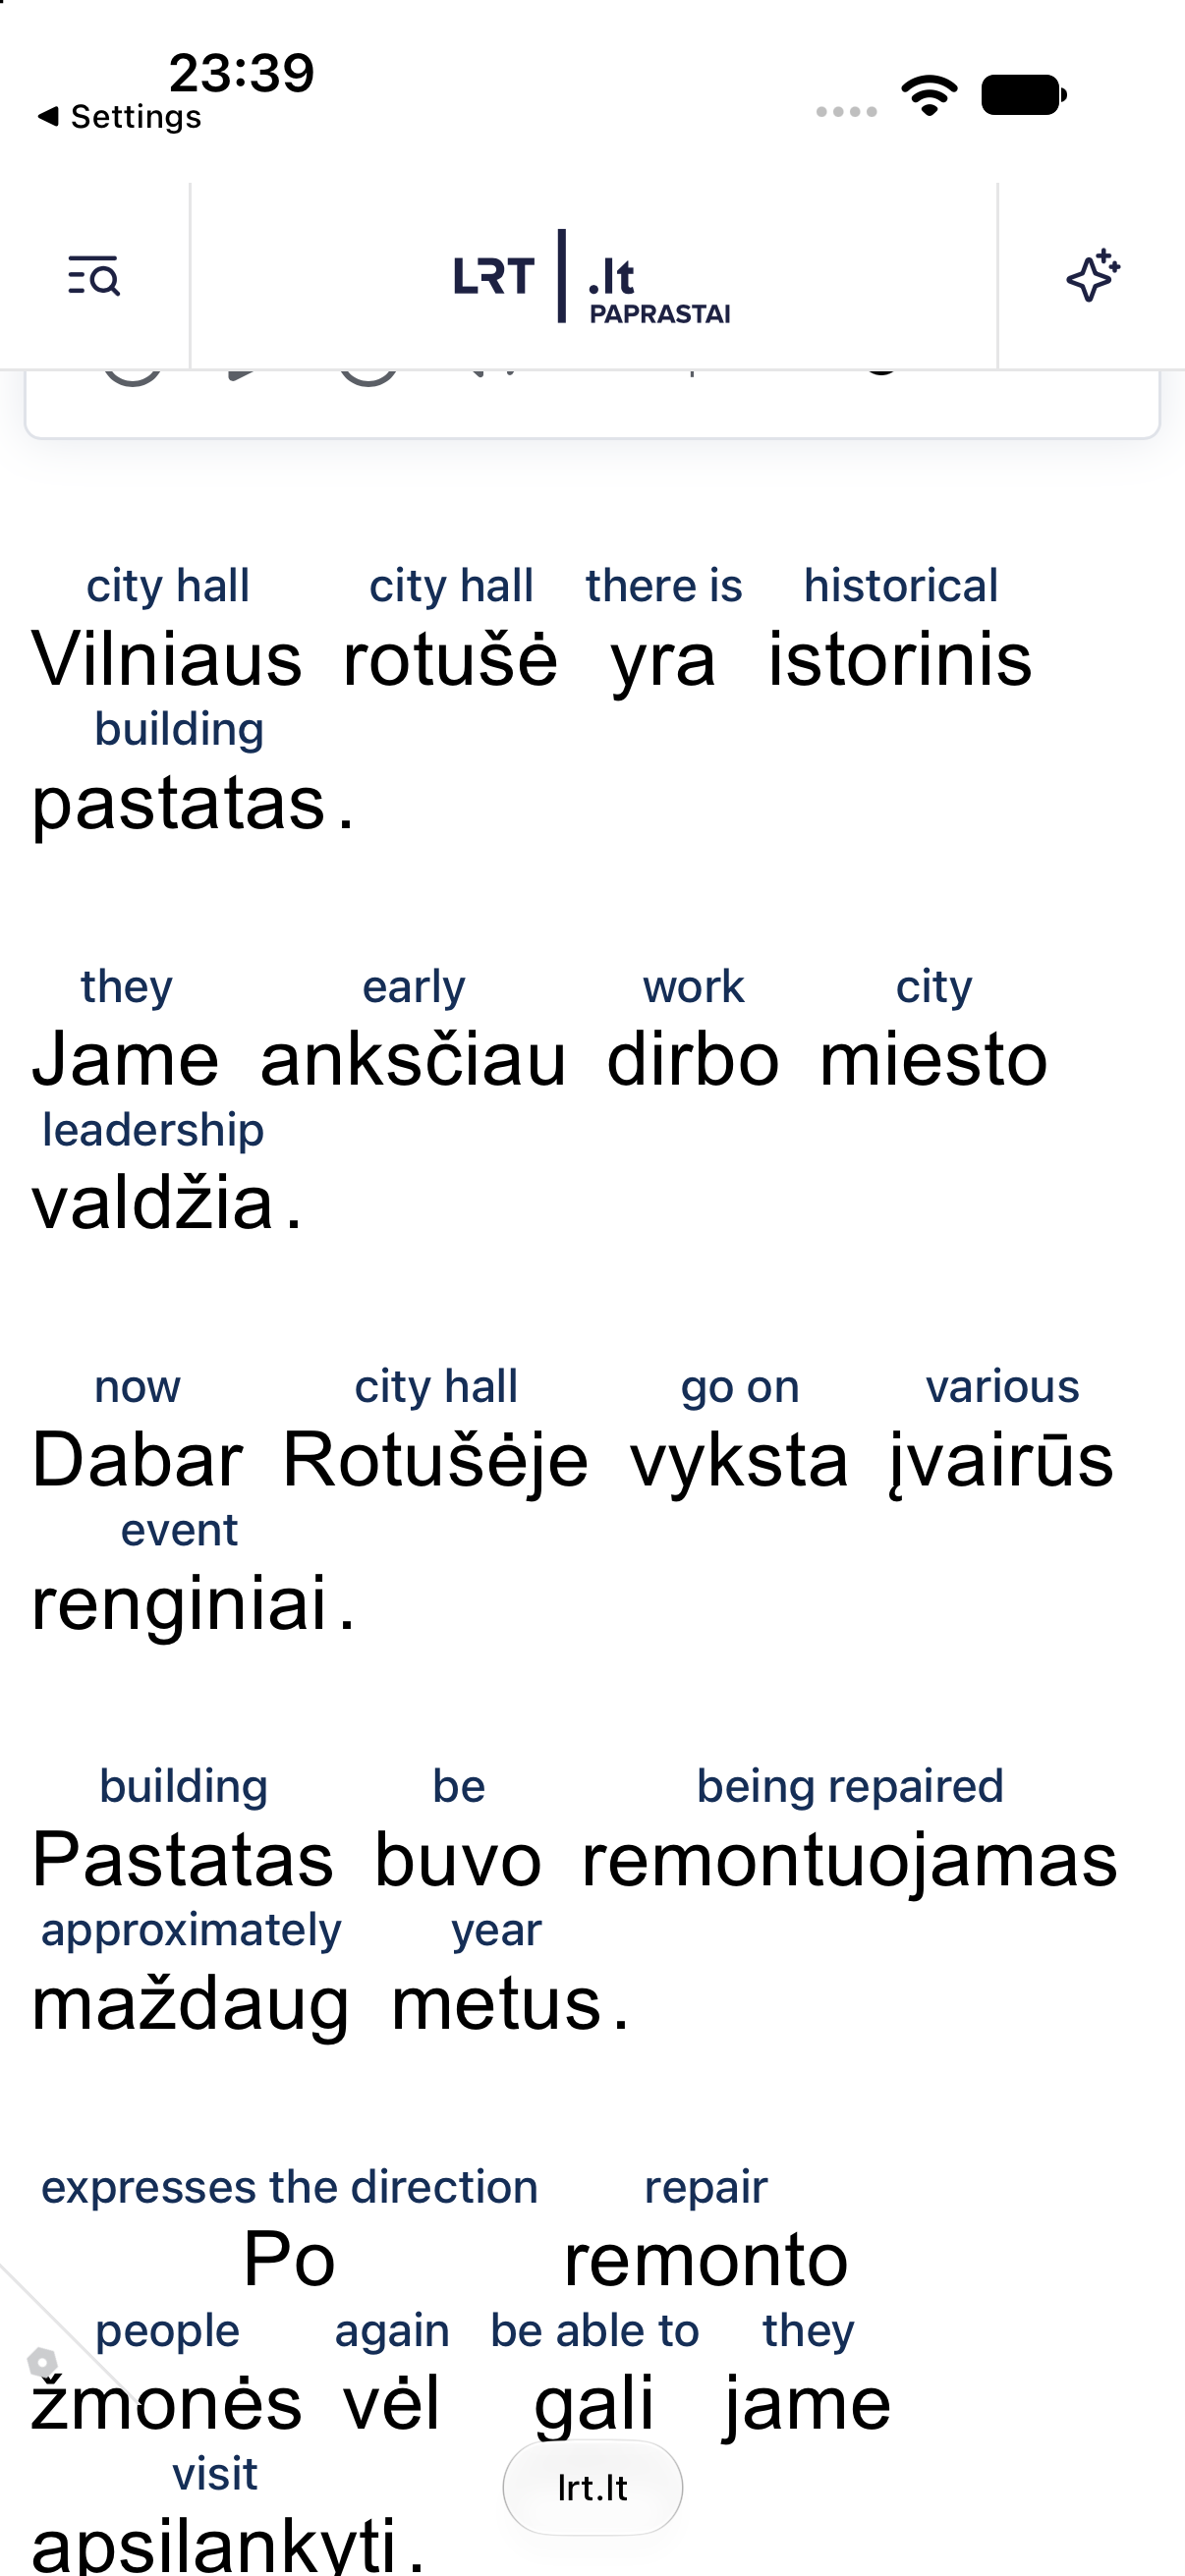 23:39
◀ Settings
LRT | .lt
PAPRASTAI
city hall city hall there is historical
Vilniaus rotušė yra istorinis
building
pastatas.
they early work city
Jame anksčiau dirbo miesto
leadership
valdžia.
now city hall go on various
Dabar Rotušėje vyksta įvairūs
event
renginiai.
building be being repaired
Pastatas buvo remontuojamas
approximately year
maždaug metus.
expresses the direction repair
Po remonto
people again be able to they
žmonės vėl gali jame
visit
apsilankyti.
lrt.lt